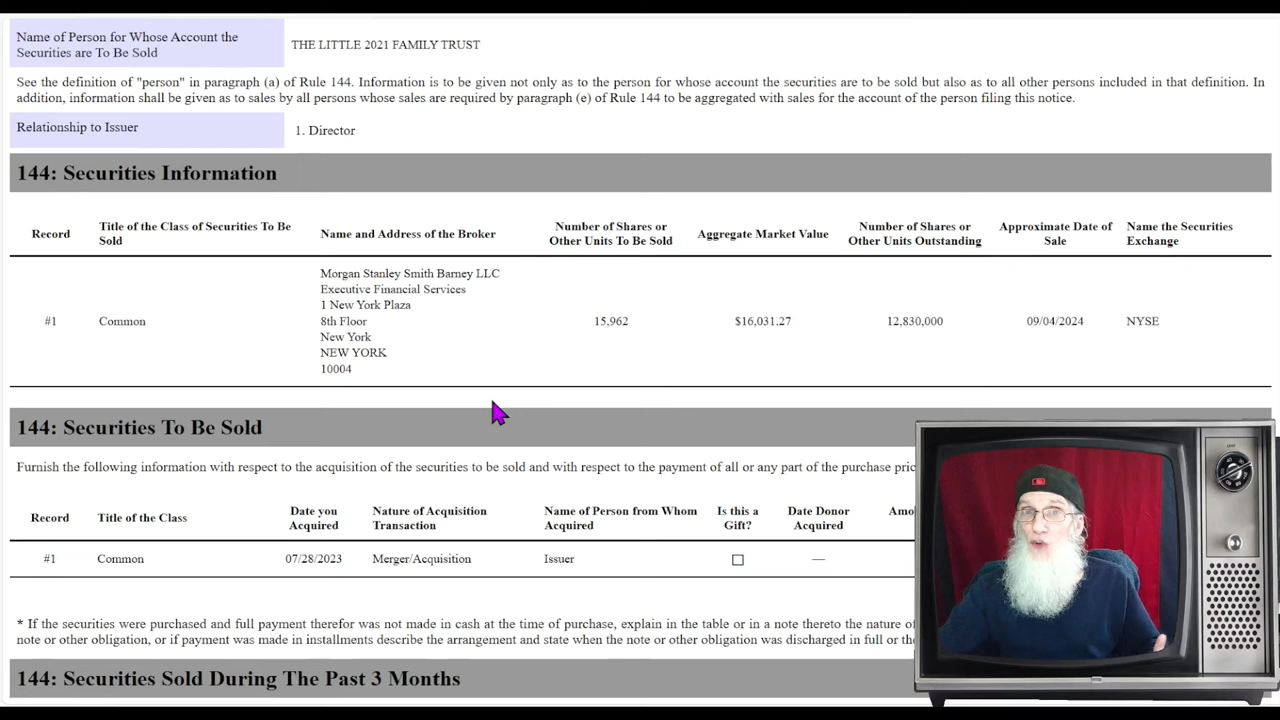 Name of Person for Whose Account the
Securities are To Be Sold
THE LITTLE 2021 FAMILY TRUST
See the definition of "person" in paragraph (a) of Rule 144. Information is to be given not only as to the person for whose account the securities are to be sold but also as to all other persons included in that definition. In
addition, information shall be given as to sales by all persons whose sales are required by paragraph (e) of Rule 144 to be aggregated with sales for the account of the person filing this notice.
Relationship to Issuer
1. Director
144: Securities Information
Record
Title of the Class of Securities To Be
Sold
Name and Address of the Broker
Number of Shares or
Other Units To Be Sold
Aggregate Market Value
Number of Shares or
Other Units Outstanding
Approximate Date of
Sale
Name the Securities
Exchange
#1
Common
Morgan Stanley Smith Barney LLC
Executive Financial Services
1 New York Plaza
8th Floor
New York
NEW YORK
10004
15,962
$16,031.27
12,830,000
09/04/2024
NYSE
144: Securities To Be Sold
Furnish the following information with respect to the acquisition of the securities to be sold and with respect to the payment of all or any part of the purchase
Record
Title of the Class
Date you
Acquired
Nature of Acquisition
Transaction
Name of Person from Whom
Acquired
Is this a
Gift?
Date Donor
Acquired
#1
Common
07/28/2023
Merger/Acquisition
Issuer
—
* If the securities were purchased and full payment therefor was not made in cash at the time of purchase, explain in the table or in a note thereto the nature of
note or other obligation, or if payment was made in installments describe the arrangement and state when the note or other obligation was discharged in full or
144: Securities Sold During The Past 3 Months